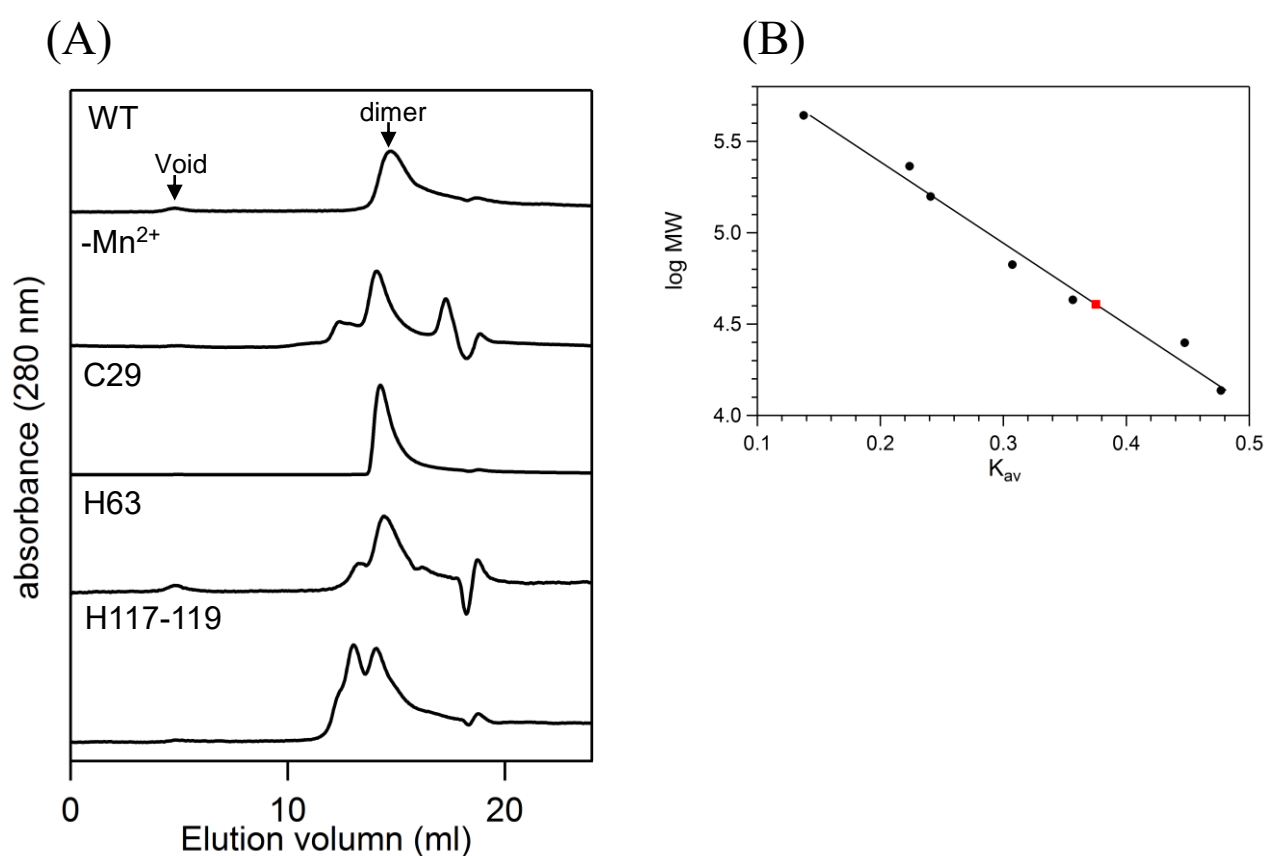 (A)
WT
dimer
Void
-Mn2+
C29
H63
H117-119
absorbance (280 nm)
0 10 20
Elution volumn (ml)
(B)
5.5
5.0
4.5
4.0
log MW
0.1 0.2 0.3 0.4 0.5
Kav